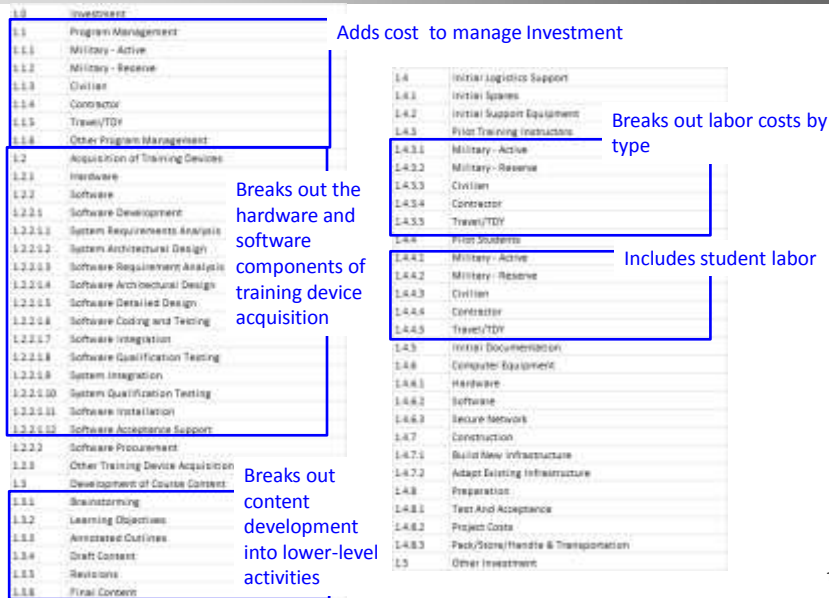 1.0 Investment
1.1 Program Management
1.1.1 Military - Active
1.1.2 Military - Reserve
1.1.3 Civilian
1.1.4 Contractor
1.1.5 Travel/TDY
1.1.6 Other Program Management
1.2 Acquisition of Training Devices
1.2.1 Hardware
1.2.2 Software
1.2.2.1 Software Development
1.2.2.1.1 System Requirements Analysis
1.2.2.1.2 System Architectural Design
1.2.2.1.3 Software Requirement Analysis
1.2.2.1.4 Software Architectural Design
1.2.2.1.5 Software Detailed Design
1.2.2.1.6 Software Coding and Testing
1.2.2.1.7 Software Integration
1.2.2.1.8 Software Qualification Testing
1.2.2.1.9 System Integration
1.2.2.1.10 System Qualification Testing
1.2.2.1.11 Software Installation
1.2.2.1.12 Software Acceptance Support
1.2.2.2 Software Procurement
1.2.3 Other Training Device Acquisition
1.3 Development of Course Content
1.3.1 Brainstorming
1.3.2 Learning Objectives
1.3.3 Annotated Outlines
1.3.4 Draft Content
1.3.5 Revisions
1.3.6 Final Content
Adds cost to manage Investment
Breaks out the
hardware and
software
components of
training device
acquisition
Breaks out
content
development
into lower-level
activities
1.4 Initial Logistics Support
1.4.1 Initial Spares
1.4.2 Initial Support Equipment
1.4.3 Pilot Training Instructors
1.4.3.1 Military - Active
1.4.3.2 Military - Reserve
1.4.3.3 Civilian
1.4.3.4 Contractor
1.4.3.5 Travel/TDY
1.4.4 Pilot Students
1.4.4.1 Military - Active
1.4.4.2 Military - Reserve
1.4.4.3 Civilian
1.4.4.4 Contractor
1.4.4.5 Travel/TDY
1.4.5 Initial Documentation
1.4.6 Computer Equipment
1.4.6.1 Hardware
1.4.6.2 Software
1.4.6.3 Secure Network
1.4.7 Construction
1.4.7.1 Build New Infrastructure
1.4.7.2 Adapt Existing Infrastructure
1.4.8 Preparation
1.4.8.1 Test And Acceptance
1.4.8.2 Project Costs
1.4.8.3 Pack/Store/Handle & Transportation
1.5 Other Investment
Breaks out labor costs by
type
Includes student labor